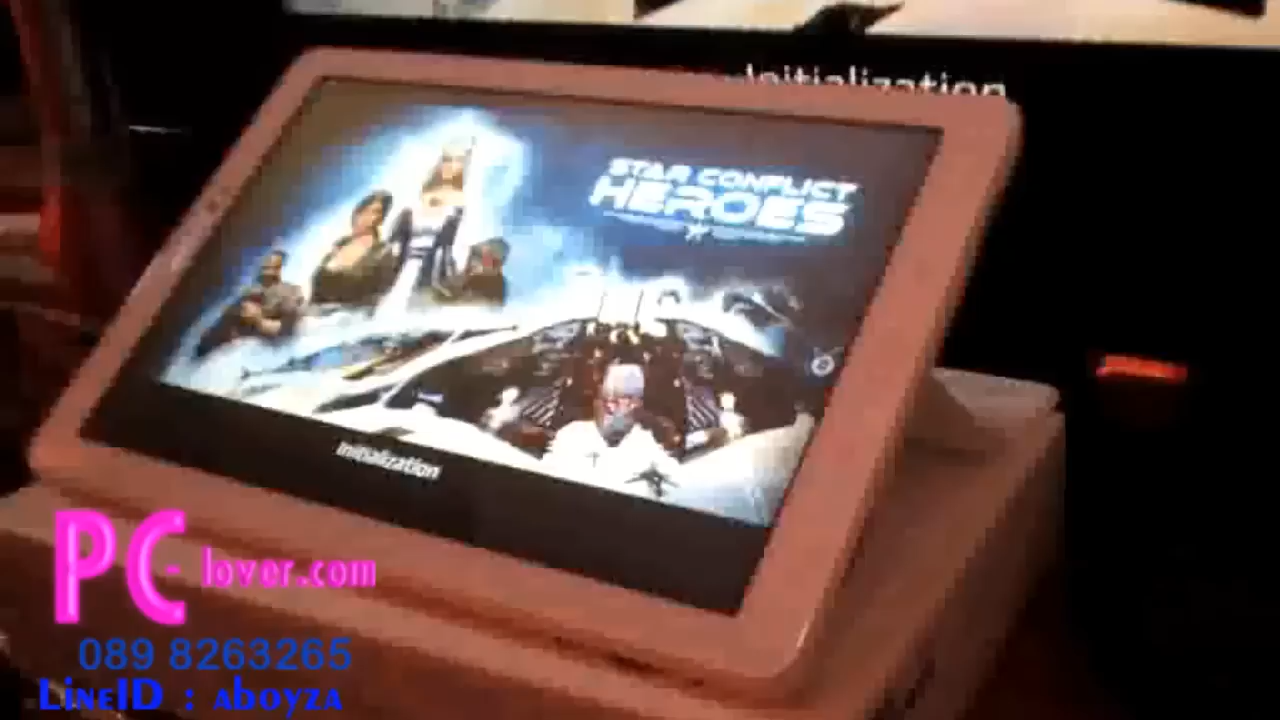 Initialization
STAR CONFLICT
HEROES
Initialization
PC-lover.com
089 8263265
LineID : aboyza